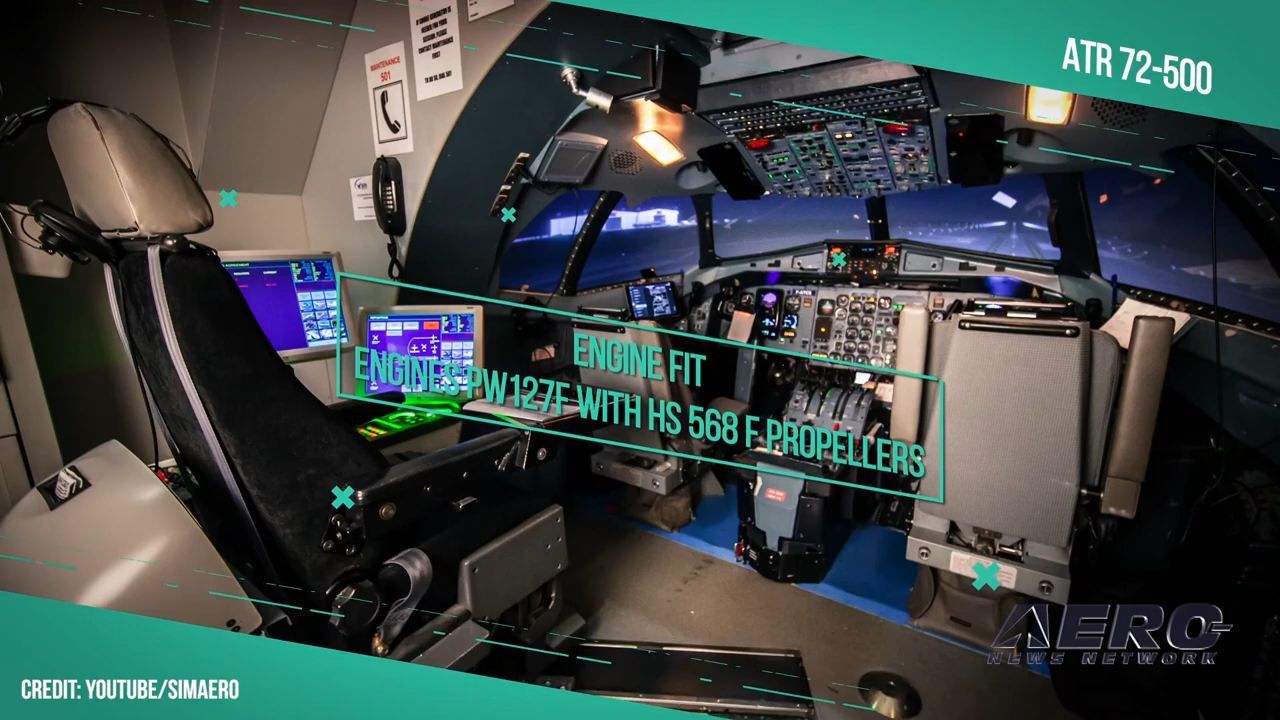 ATR 72-500
MAINTENANCE
501
ENGINE FIT
ENGINES PW127F WITH HS 568 F PROPELLERS
AERO
NEWS NETWORK
CREDIT: YOUTUBE/SIMAERO